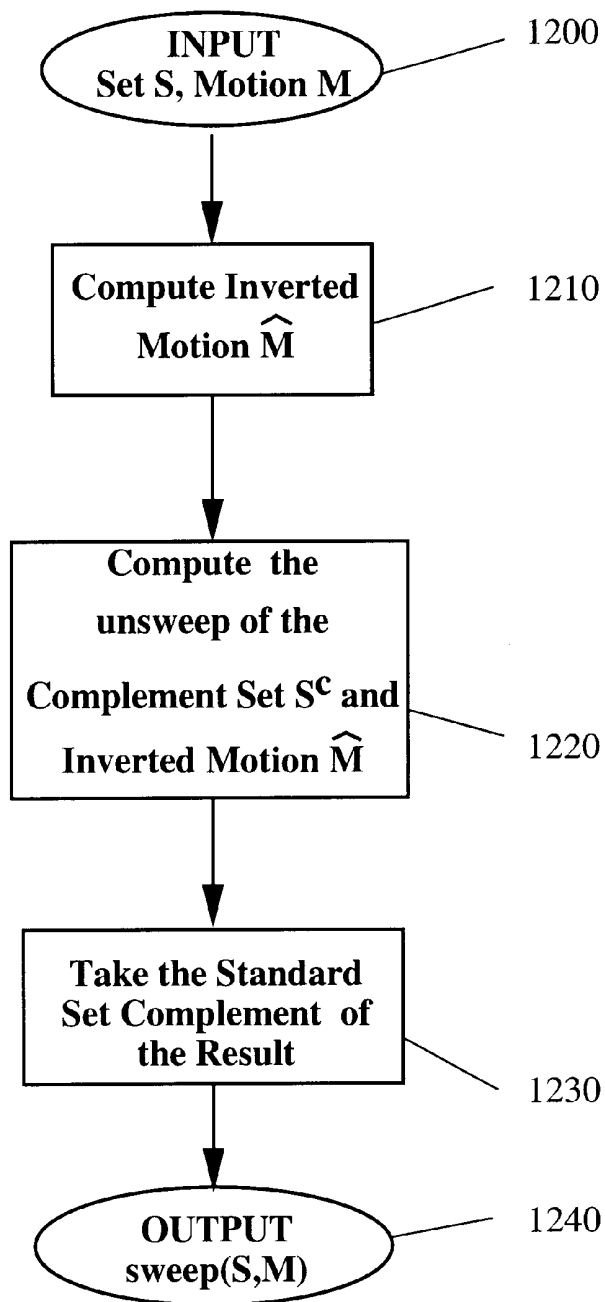 INPUT
Set S, Motion M
1200
Compute Inverted
Motion M̂
1210
Compute the
unsweep of the
Complement Set Sᶜ and
Inverted Motion M̂
1220
Take the Standard
Set Complement of
the Result
1230
OUTPUT
sweep(S,M)
1240